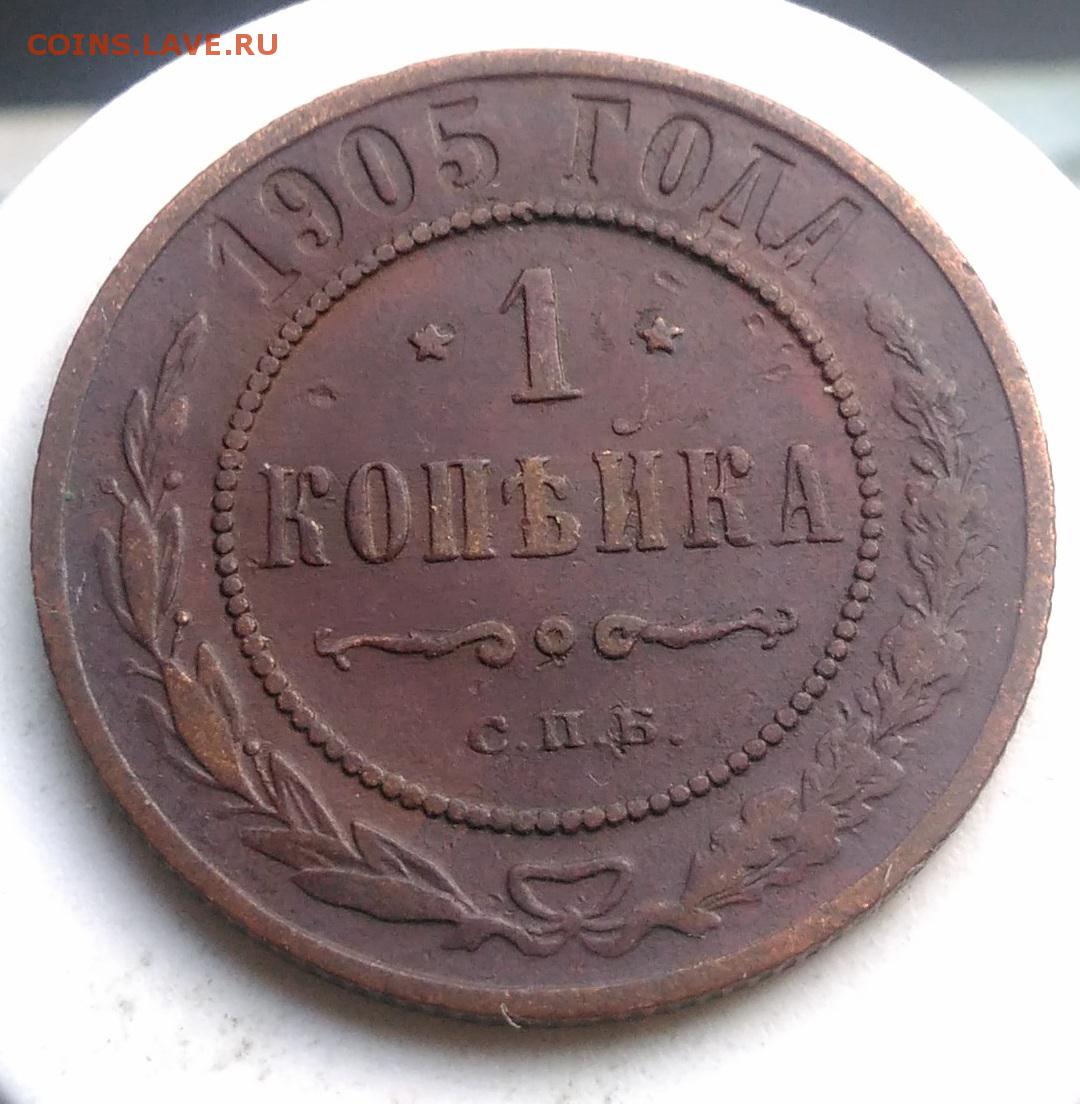 COINS.LAVE.RU
1905 ГОДА
1
КОПѢЙКА
С.П.Б.